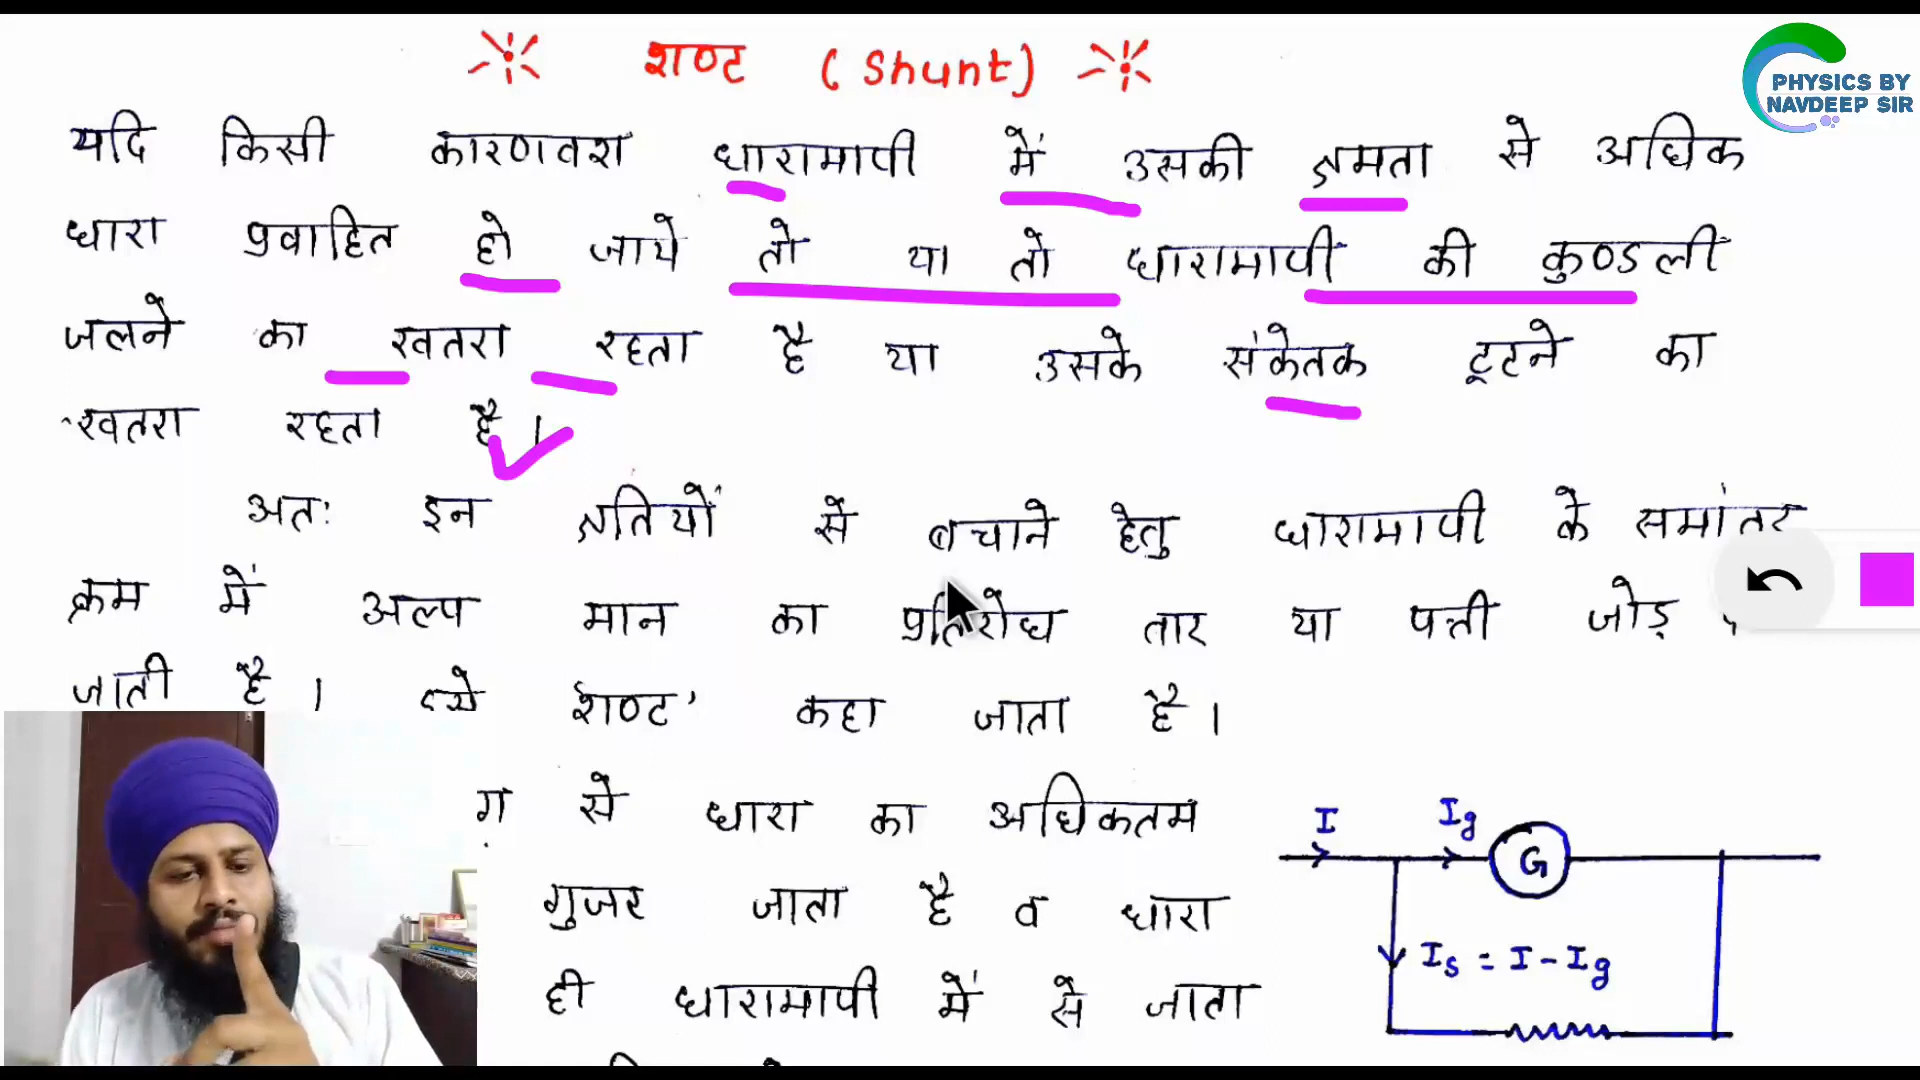 शण्ट (Shunt)
PHYSICS BY
NAVDEEP SIR
यदि किसी कारणवश धारामापी में उसकी क्षमता से अधिक
धारा प्रवाहित हो जाये तो या तो धारामापी की कुण्डली
जलने का खतरा रहता है या उसके संकेतक टूटने का
खतरा रहता है।
अतः इन क्षतियों से बचाने हेतु धारामापी के समांतर
क्रम में अल्प मान का प्रतिरोध तार या पत्ती जोड़
जाती है। शण्ट' कहा जाता है।
से धारा का अधिकतम
गुजर जाता है व धारा
ही धारामापी में से जाता
I Ig
G
Is = I - Ig